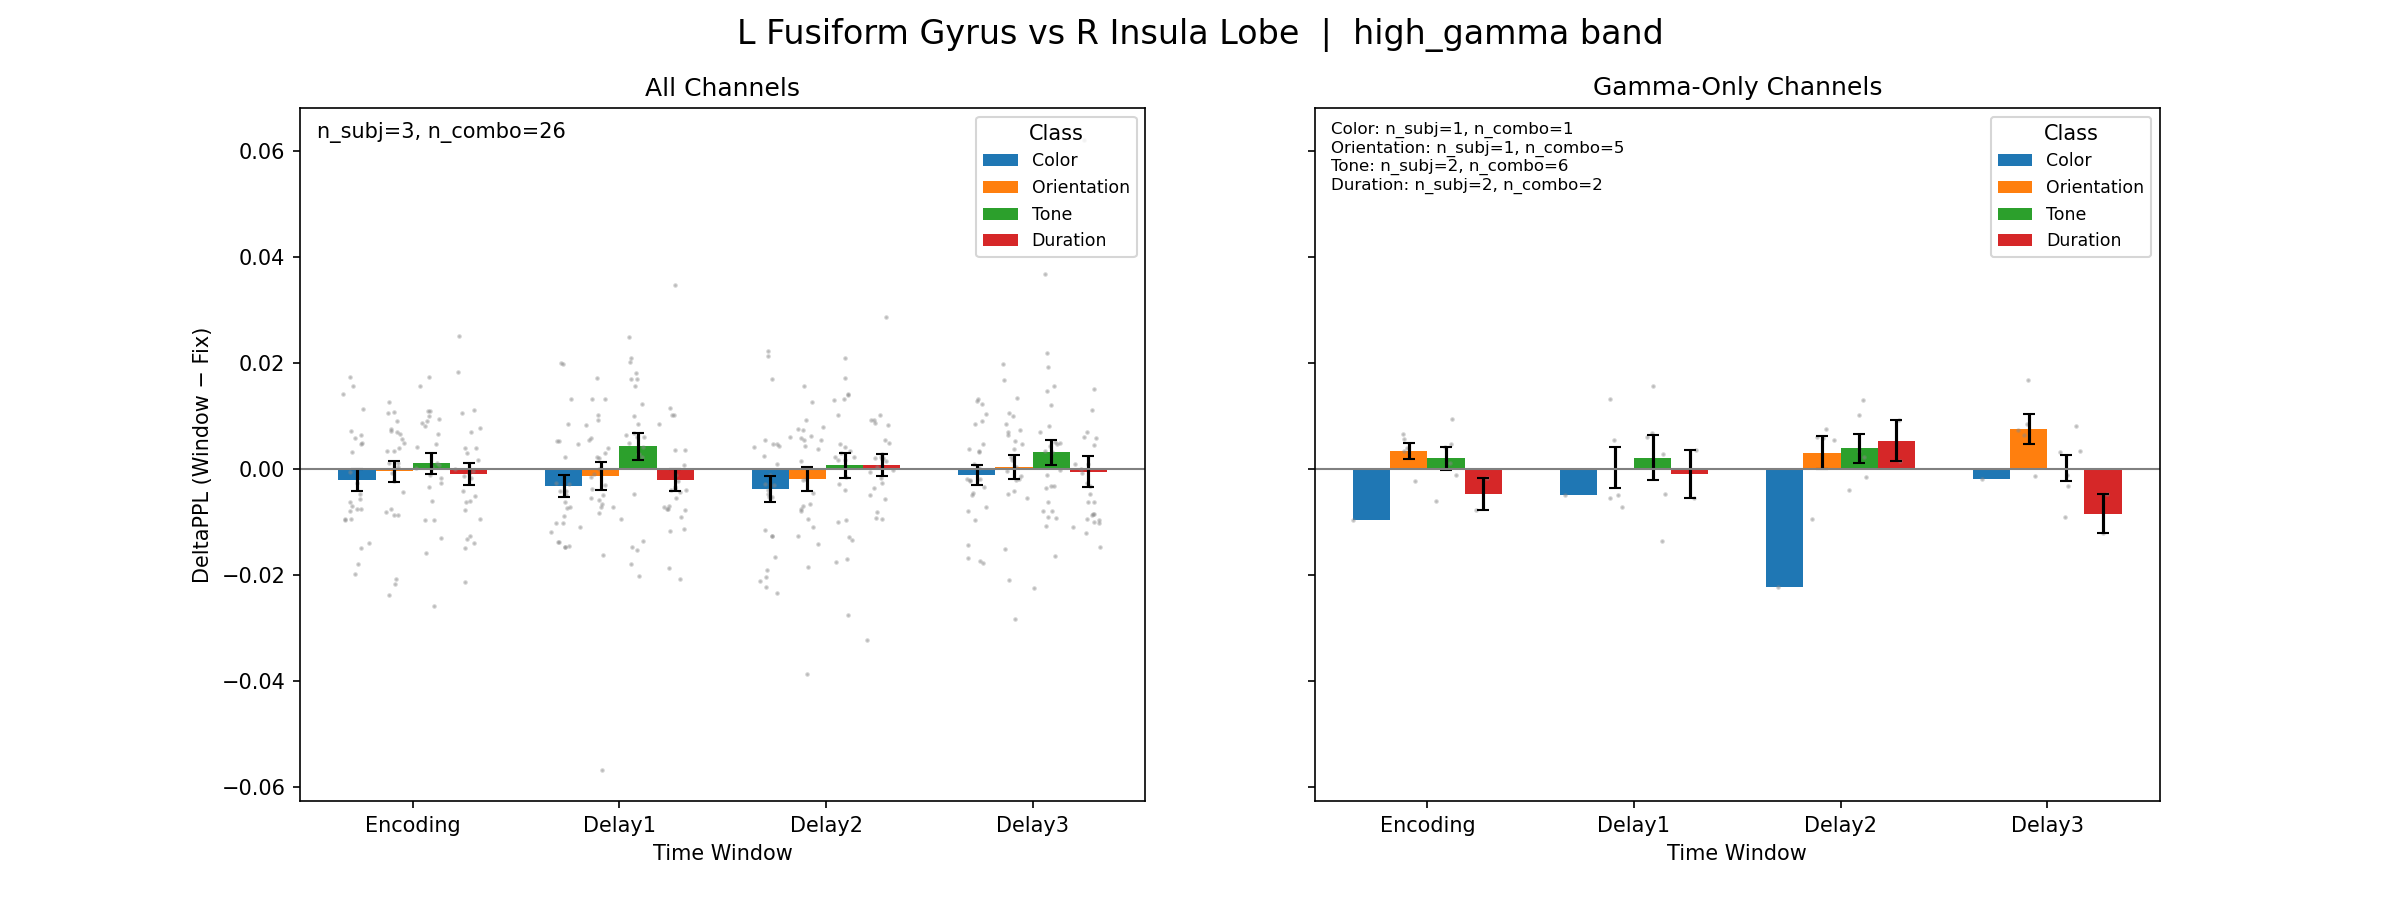 L Fusiform Gyrus vs R Insula Lobe | high_gamma band
All Channels
n_subj=3, n_combo=26
Class
Color
Orientation
Tone
Duration
0.06
0.04
0.02
0.00
−0.02
−0.04
−0.06
DeltaPPL (Window − Fix)
Encoding
Delay1
Delay2
Delay3
Time Window
Gamma-Only Channels
Color: n_subj=1, n_combo=1
Orientation: n_subj=1, n_combo=5
Tone: n_subj=2, n_combo=6
Duration: n_subj=2, n_combo=2
Class
Color
Orientation
Tone
Duration
Encoding
Delay1
Delay2
Delay3
Time Window